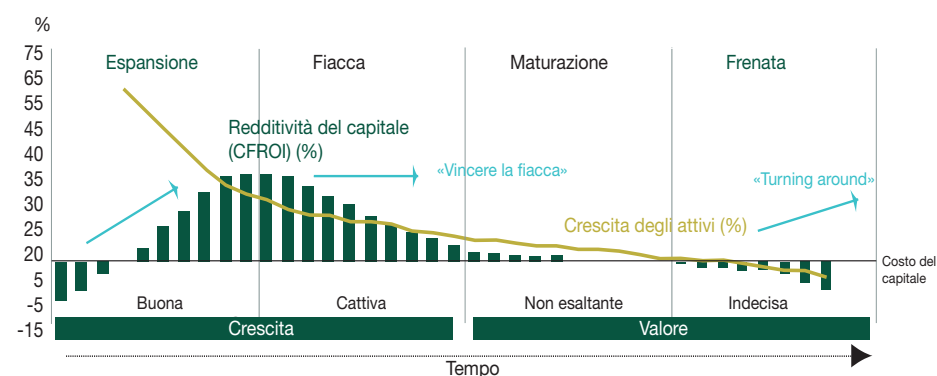 %
75
65
55
45
40
35
30
25
20
5
-5
-15
Espansione
Fiacca
Maturazione
Frenata
Redditività del capitale
(CFROI) (%)
«Vincere la fiacca»
«Turning around»
Crescita degli attivi (%)
Costo del
capitale
Buona
Cattiva
Non esaltante
Indecisa
Crescita
Valore
Tempo